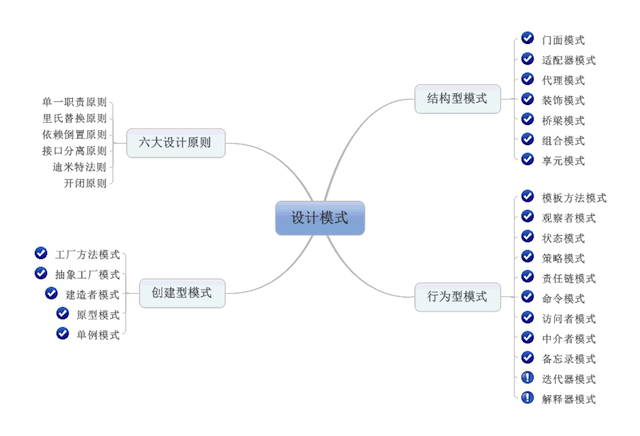 设计模式
六大设计原则
单一职责原则
里氏替换原则
依赖倒置原则
接口分离原则
迪米特法则
开闭原则
创建型模式
工厂方法模式
抽象工厂模式
建造者模式
原型模式
单例模式
结构型模式
门面模式
适配器模式
代理模式
装饰模式
桥梁模式
组合模式
享元模式
行为型模式
模板方法模式
观察者模式
状态模式
策略模式
责任链模式
命令模式
访问者模式
中介者模式
备忘录模式
迭代器模式
解释器模式